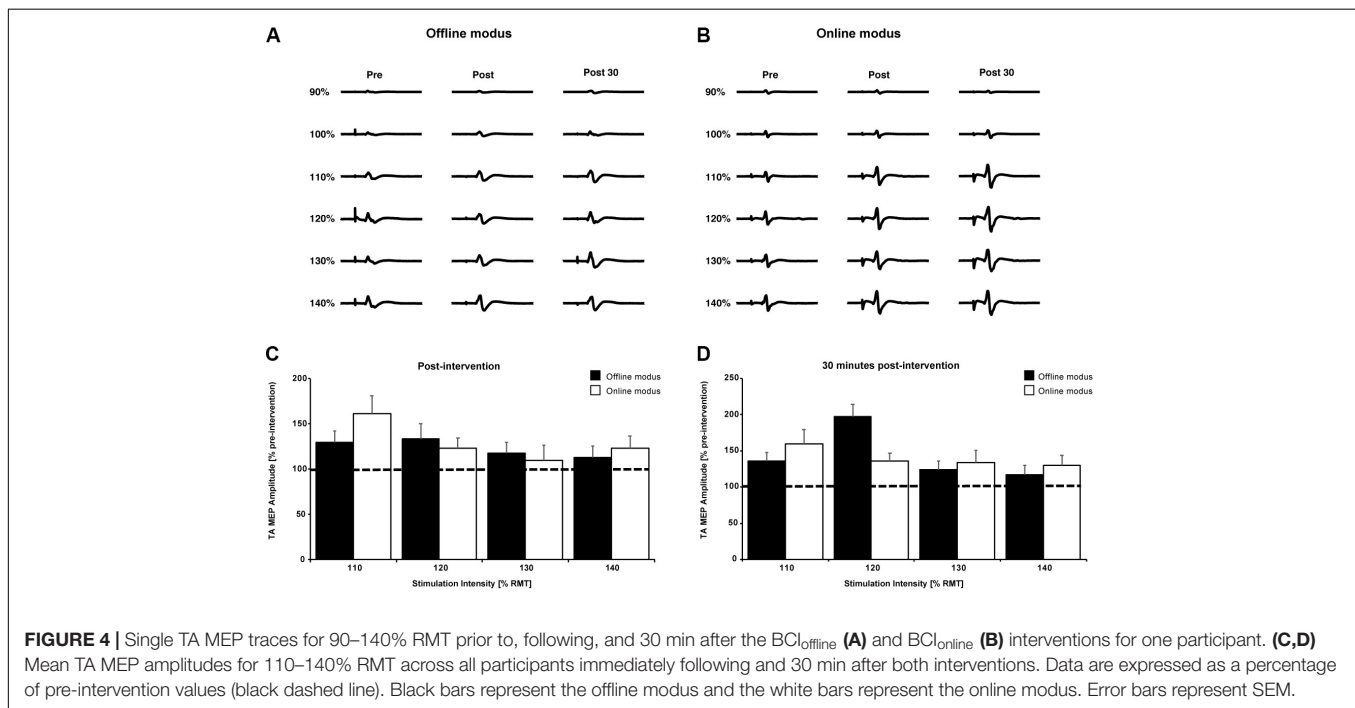 A
Offline modus
Pre Post Post 30
90%
100%
110%
120%
130%
140%
B
Online modus
Pre Post Post 30
90%
100%
110%
120%
130%
140%
C
Post-intervention
Offline modus
Online modus
TA MEP Amplitude [% pre-intervention)
200
150
100
50
0
110 120 130 140
Stimulation Intensity [% RMT]
D
30 minutes post-intervention
Offline modus
Online modus
TA MEP Amplitude [% pre-intervention)
250
200
150
100
50
0
110 120 130 140
Stimulation Intensity [% RMT]
FIGURE 4 | Single TA MEP traces for 90–140% RMT prior to, following, and 30 min after the BCIoffline (A) and BCIonline (B) interventions for one participant. (C,D)
Mean TA MEP amplitudes for 110–140% RMT across all participants immediately following and 30 min after both interventions. Data are expressed as a percentage
of pre-intervention values (black dashed line). Black bars represent the offline modus and the white bars represent the online modus. Error bars represent SEM.